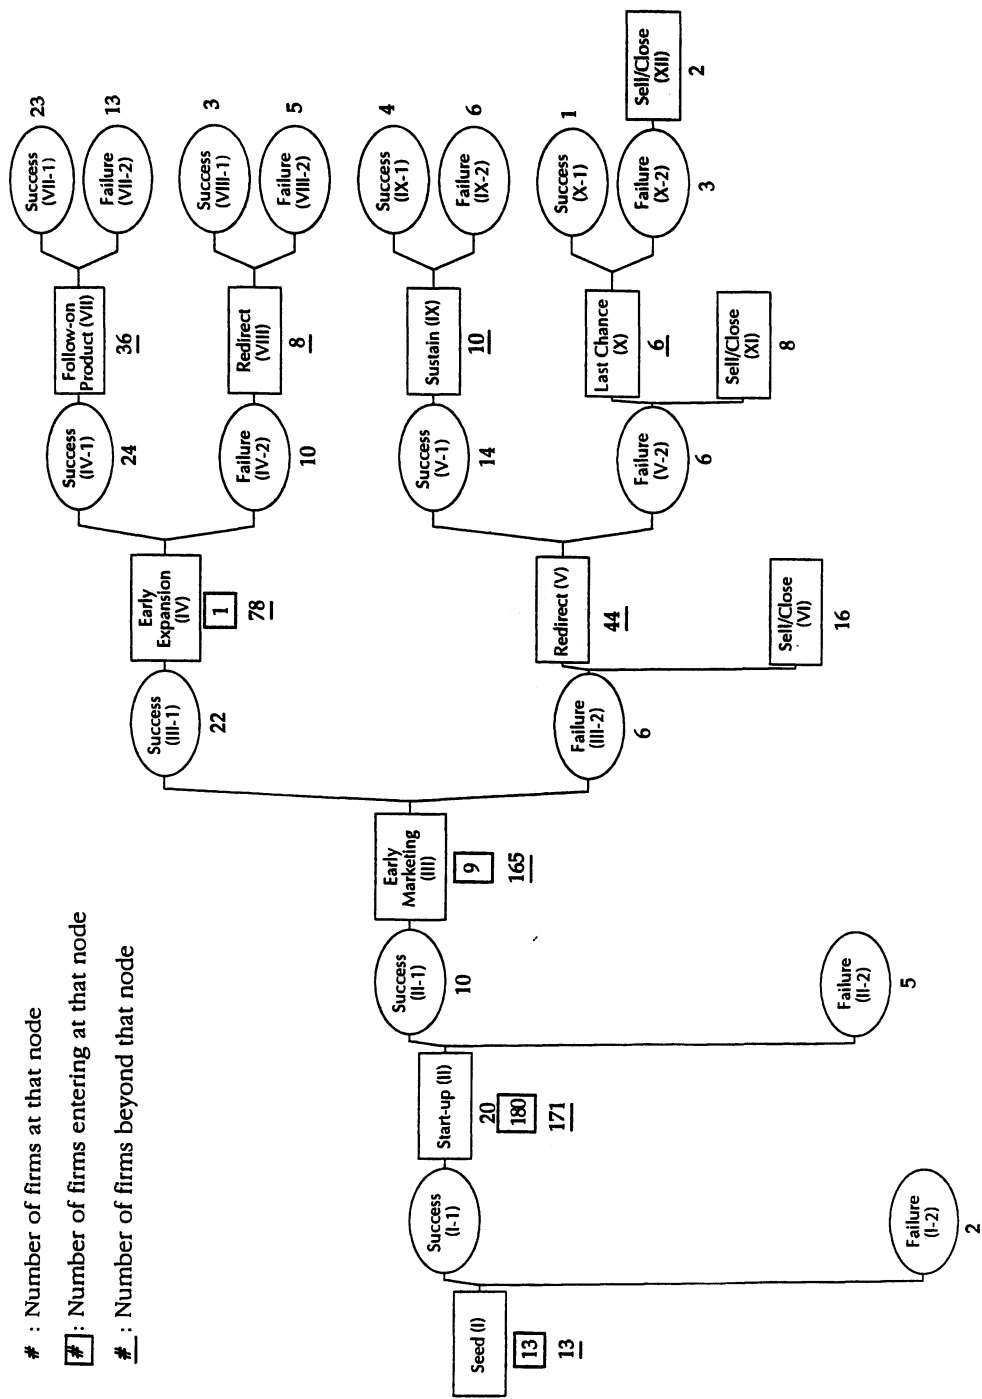 # : Number of firms at that node
# : Number of firms entering at that node
# : Number of firms beyond that node
Seed (I)
13
13
Success
(I-1)
Failure
(I-2)
2
Start-up (II)
20
180
171
Success
(II-1)
10
Failure
(II-2)
5
Early
Marketing
(III)
9
165
Success
(III-1)
22
Failure
(III-2)
6
Early
Expansion
(IV)
1
78
Redirect (V)
44
Sell/Close
(VI)
16
Success
(IV-1)
24
Failure
(IV-2)
10
Success
(V-1)
14
Failure
(V-2)
6
Follow-on
Product (VII)
36
Redirect
(VIII)
8
Sustain (IX)
10
Last Chance
(X)
6
Sell/Close
(XI)
8
Success
(VII-1)
23
Failure
(VII-2)
13
Success
(VIII-1)
3
Failure
(VIII-2)
5
Success
(IX-1)
4
Failure
(IX-2)
6
Success
(X-1)
1
Failure
(X-2)
3
Sell/Close
(XII)
2